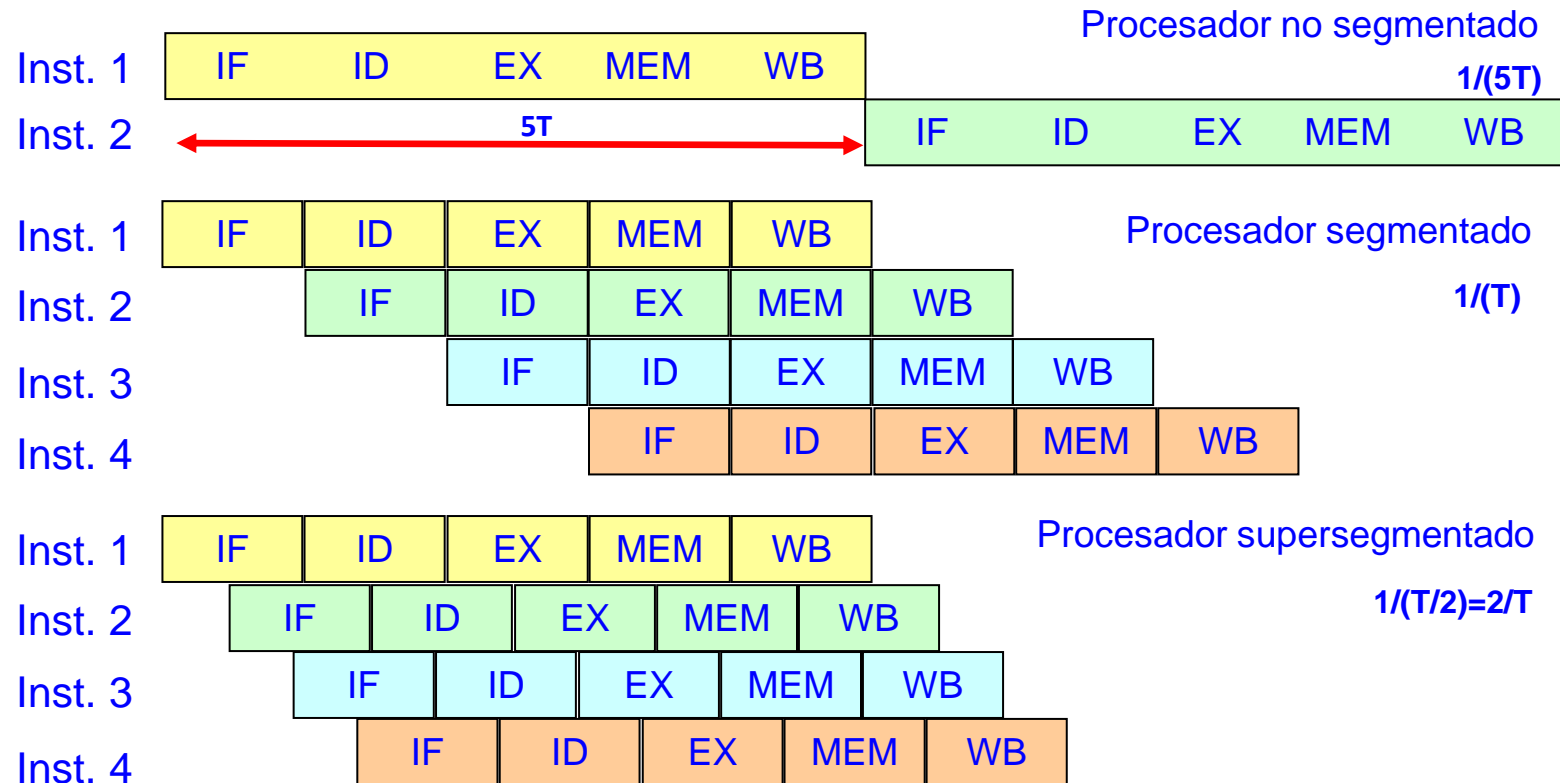 Procesador no segmentado
Inst. 1 IF ID EX MEM WB
1/(5T)
Inst. 2 5T IF ID EX MEM WB
Inst. 1 IF ID EX MEM WB Procesador segmentado
Inst. 2 IF ID EX MEM WB 1/(T)
Inst. 3 IF ID EX MEM WB
Inst. 4 IF ID EX MEM WB
Inst. 1 IF ID EX MEM WB Procesador supersegmentado
Inst. 2 IF ID EX MEM WB 1/(T/2)=2/T
Inst. 3 IF ID EX MEM WB
Inst. 4 IF ID EX MEM WB